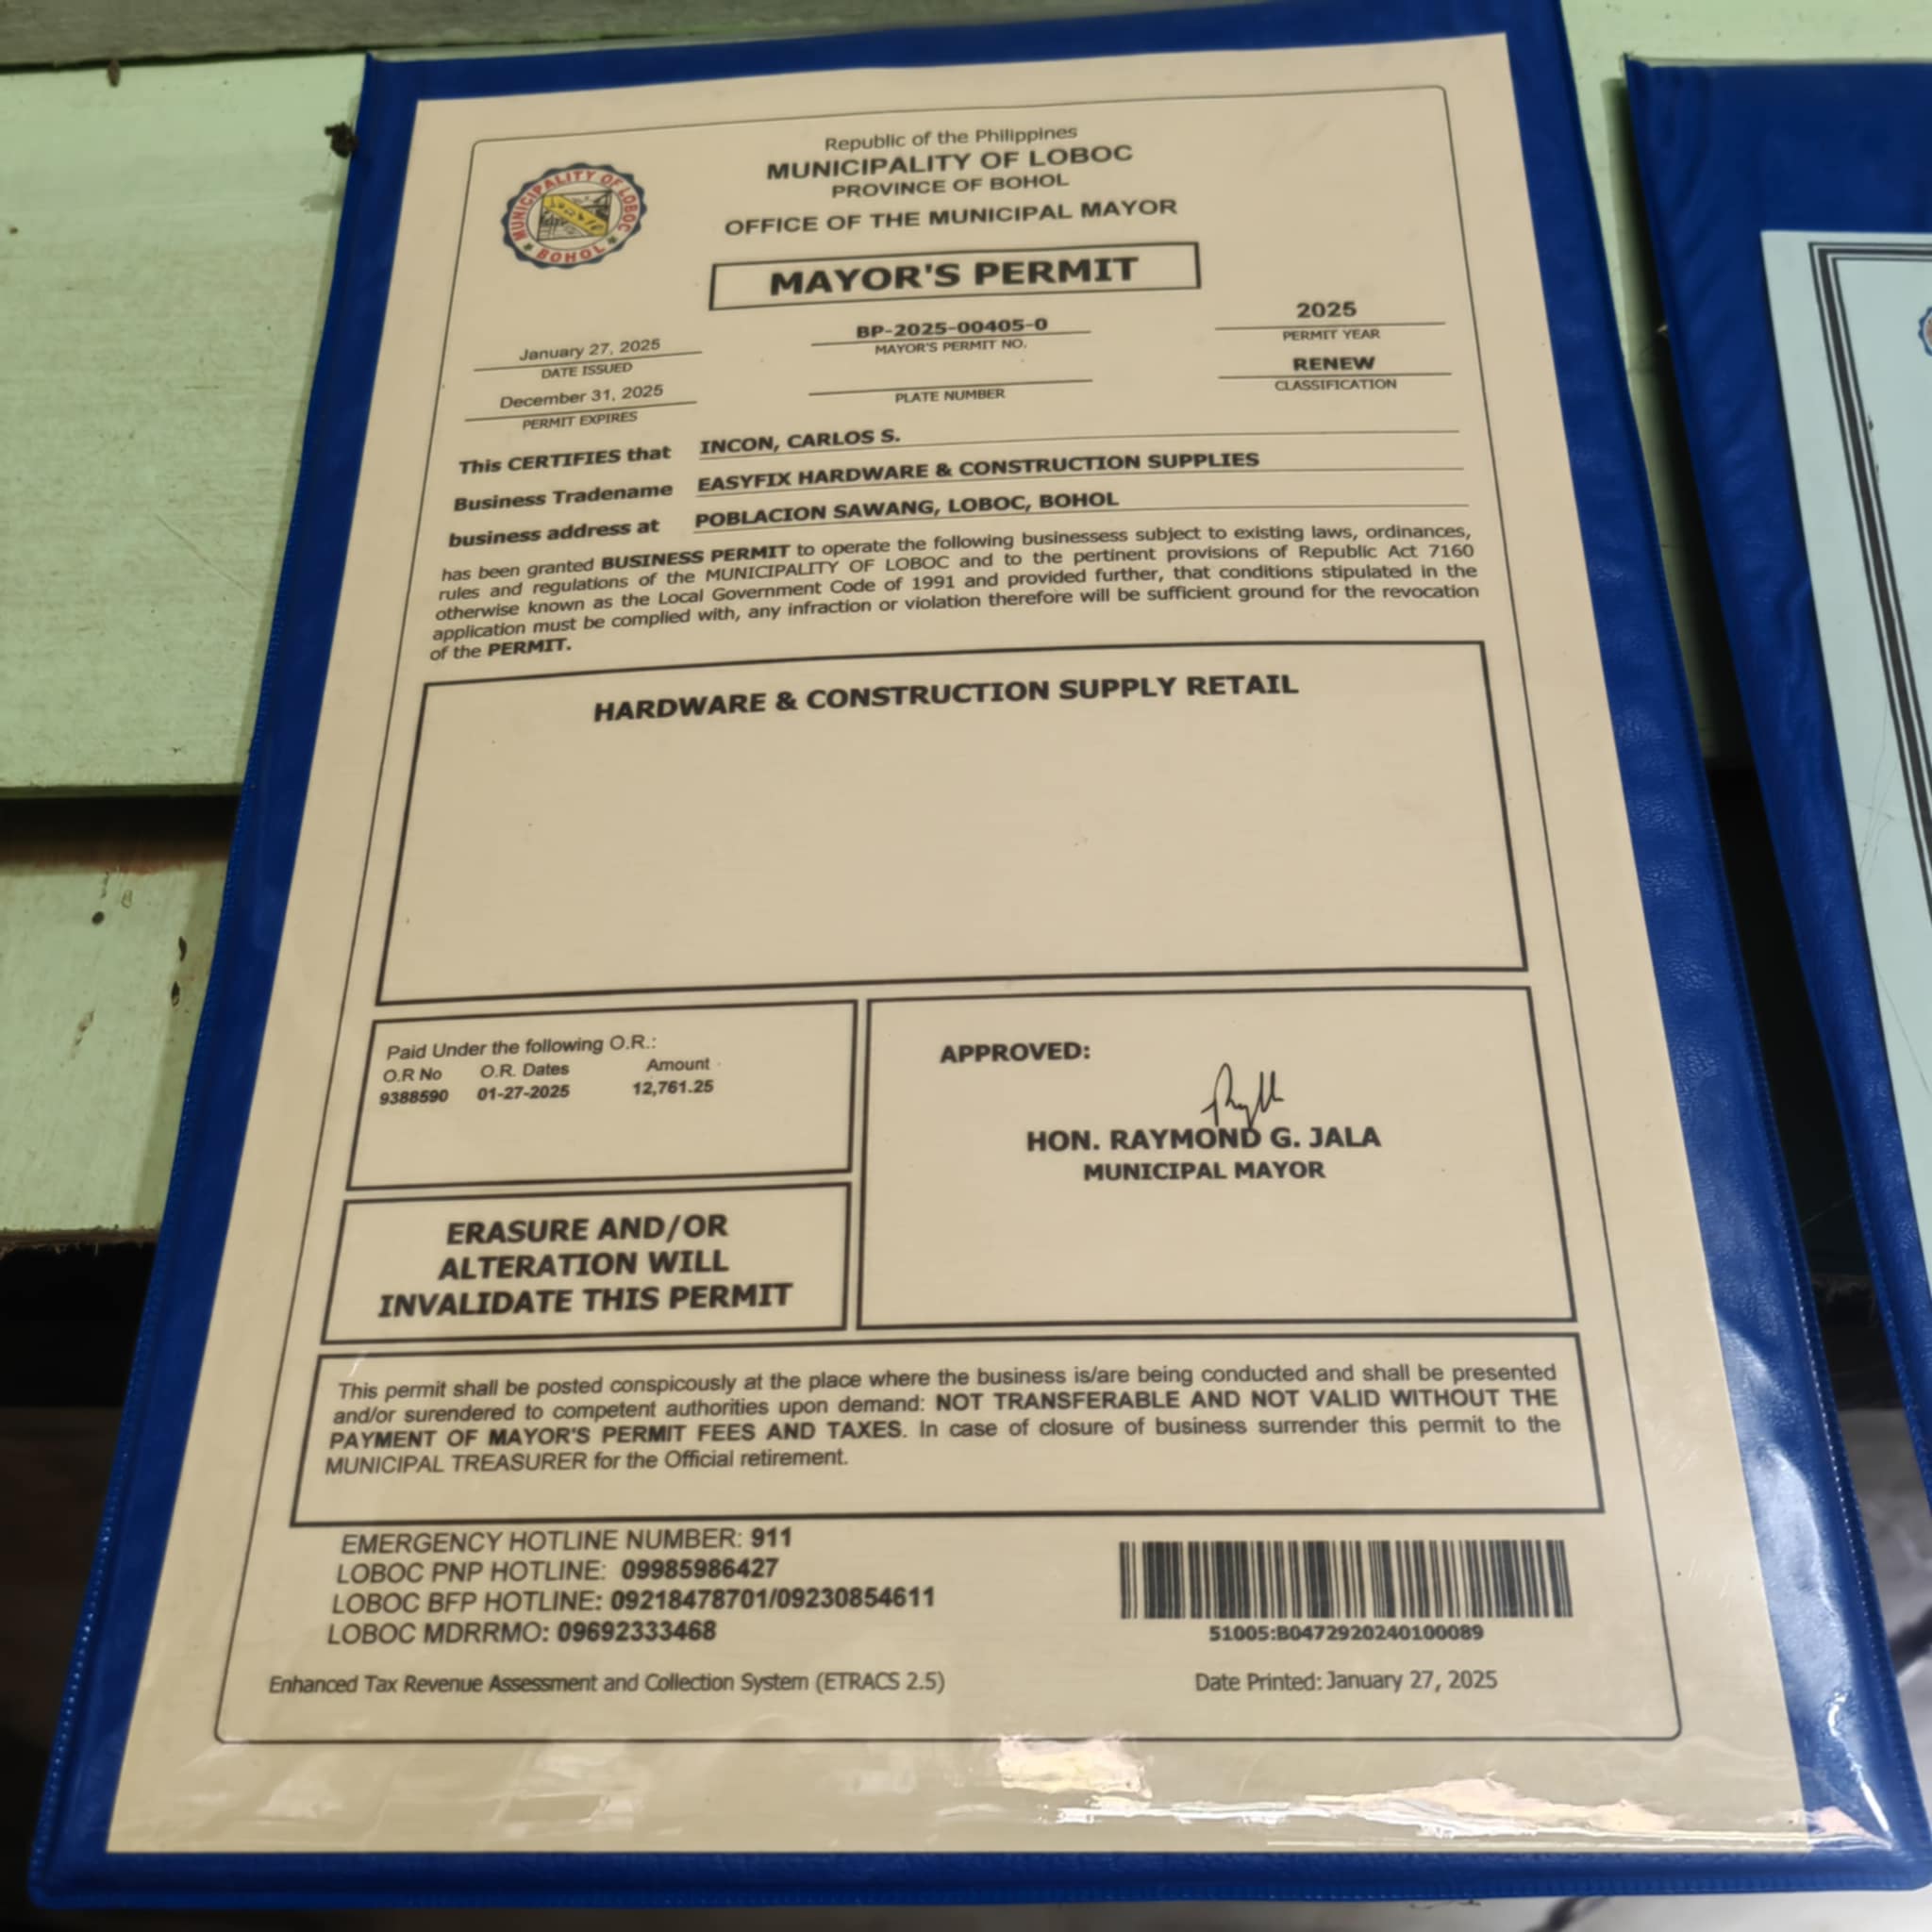 Republic of the Philippines
MUNICIPALITY OF LOBOC
PROVINCE OF BOHOL
OFFICE OF THE MUNICIPAL MAYOR
MUNICIPALITY OF LOBOC
BOHOL
MAYOR'S PERMIT
January 27, 2025
DATE ISSUED
BP-2025-00405-0
MAYOR'S PERMIT NO.
2025
PERMIT YEAR
December 31, 2025
PERMIT EXPIRES
PLATE NUMBER
RENEW
CLASSIFICATION
This CERTIFIES that INCON, CARLOS S.
Business Tradename EASYFIX HARDWARE & CONSTRUCTION SUPPLIES
business address at POBLACION SAWANG, LOBOC, BOHOL
has been granted BUSINESS PERMIT to operate the following businessess subject to existing laws, ordinances,
rules and regulations of the MUNICIPALITY OF LOBOC and to the pertinent provisions of Republic Act 7160
otherwise known as the Local Government Code of 1991 and provided further, that conditions stipulated in the
application must be complied with, any infraction or violation therefore will be sufficient ground for the revocation
of the PERMIT.
HARDWARE & CONSTRUCTION SUPPLY RETAIL
Paid Under the following O.R.:
O.R No O.R. Dates Amount
9388590 01-27-2025 12,761.25
APPROVED:
HON. RAYMOND G. JALA
MUNICIPAL MAYOR
ERASURE AND/OR
ALTERATION WILL
INVALIDATE THIS PERMIT
This permit shall be posted conspicously at the place where the business is/are being conducted and shall be presented
and/or surendered to competent authorities upon demand: NOT TRANSFERABLE AND NOT VALID WITHOUT THE
PAYMENT OF MAYOR'S PERMIT FEES AND TAXES. In case of closure of business surrender this permit to the
MUNICIPAL TREASURER for the Official retirement.
EMERGENCY HOTLINE NUMBER: 911
LOBOC PNP HOTLINE: 09985986427
LOBOC BFP HOTLINE: 09218478701/09230854611
LOBOC MDRRMO: 09692333468
51005:B0472920240100089
Enhanced Tax Revenue Assessment and Collection System (ETRACS 2.5)
Date Printed: January 27, 2025